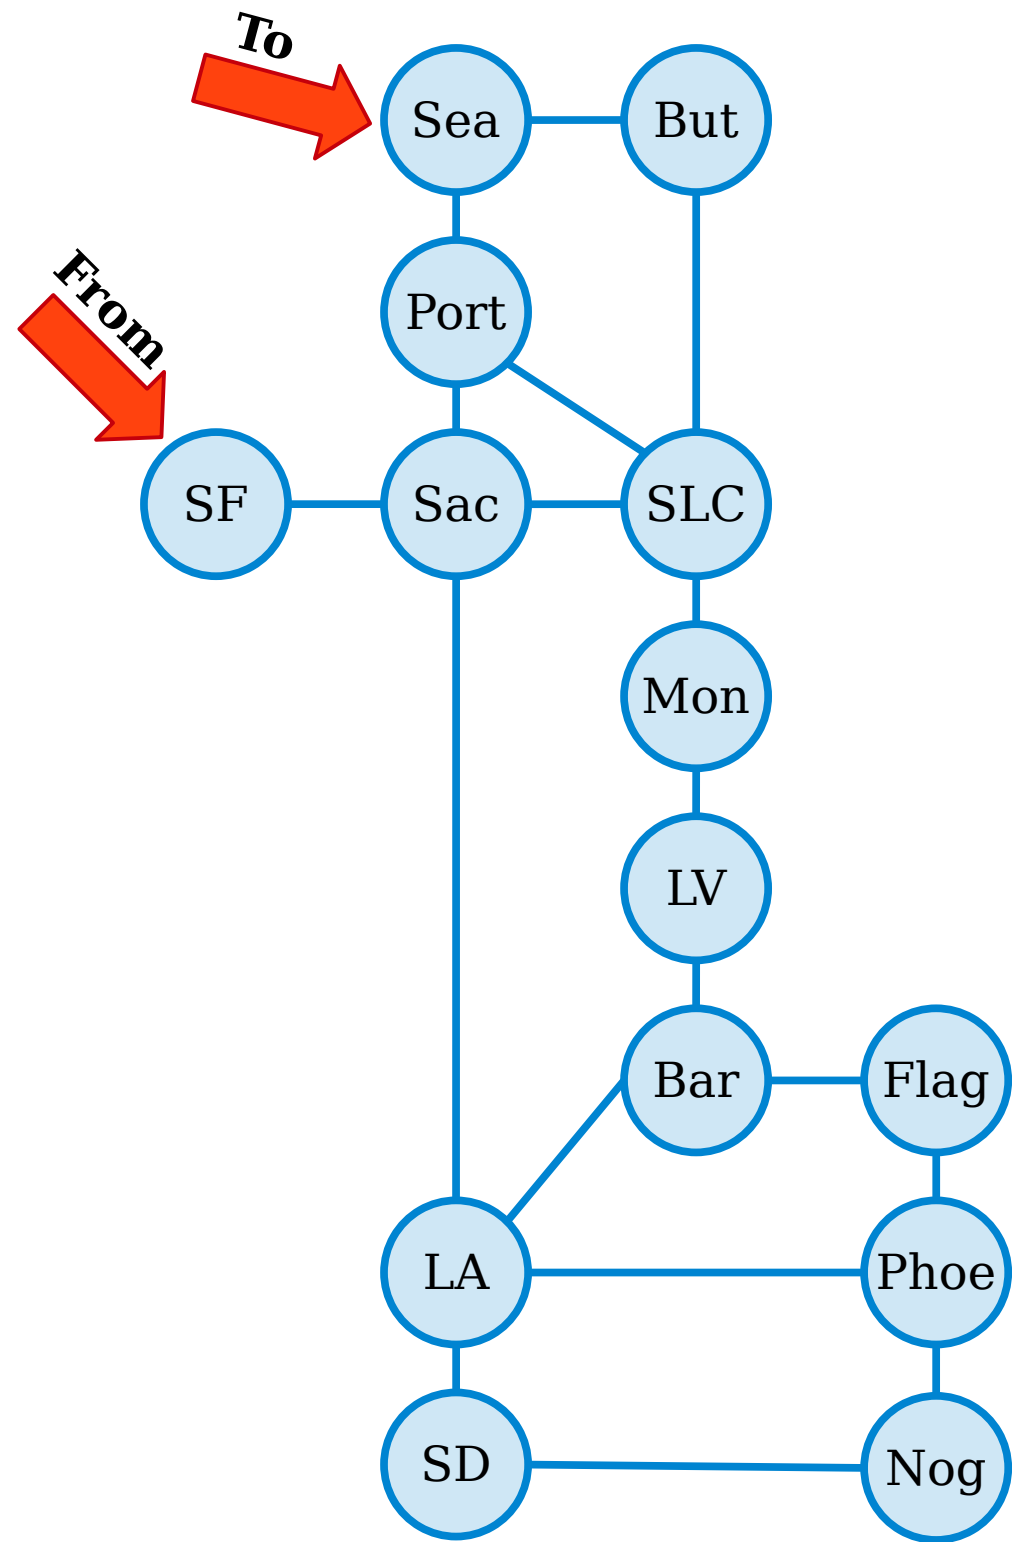 To
Sea
But
From
Port
SF
Sac
SLC
Mon
LV
Bar
Flag
LA
Phoe
SD
Nog